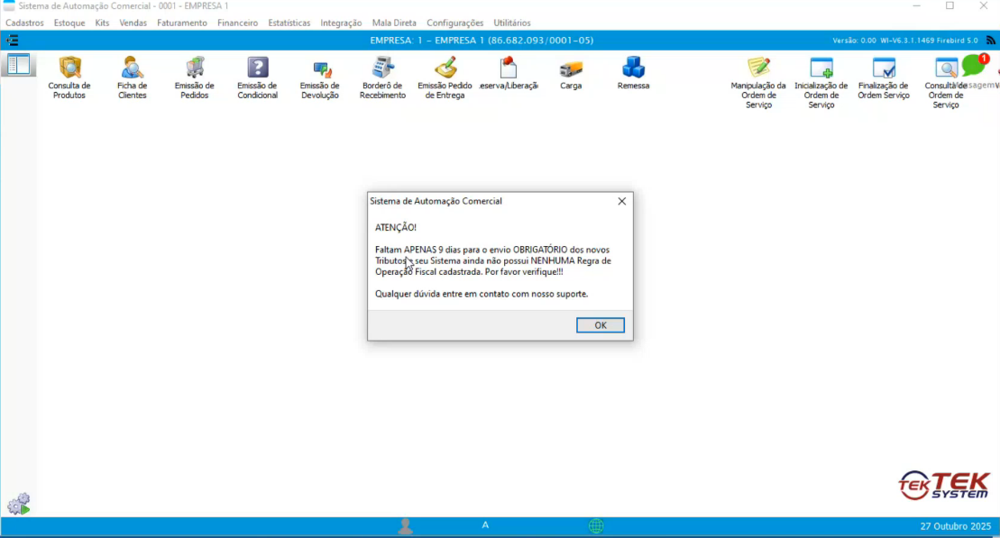 Sistema de Automação Comercial - 0001 - EMPRESA 1
Cadastros Estoque Kits Vendas Faturamento Financeiro Estatísticas Integração Mala Direta Configurações Utilitários
EMPRESA: 1 - EMPRESA 1 (86.682.093/0001-05)
Versão: 0.00 WI-V6.3.1.1469 Firebird 5.0
Consulta de
Produtos
Ficha de
Clientes
Emissão de
Pedidos
Emissão de
Condicional
Emissão de
Devolução
Borderô de
Recebimento
Emissão Pedido
de Entrega
eserva/Liberaçã
Carga
Remessa
Manipulação da
Ordem de
Serviço
Inicialização de
Ordem de
Serviço
Finalização de
Ordem Serviço
Consulta de
Ordem de
Serviço
1
Sistema de Automação Comercial
ATENÇÃO!
Faltam APENAS 9 dias para o envio OBRIGATÓRIO dos novos
Tributos e seu Sistema ainda não possui NENHUMA Regra de
Operação Fiscal cadastrada. Por favor verifique!!!
Qualquer dúvida entre em contato com nosso suporte.
OK
TEK TEK
SYSTEM
A
27 Outubro 2025